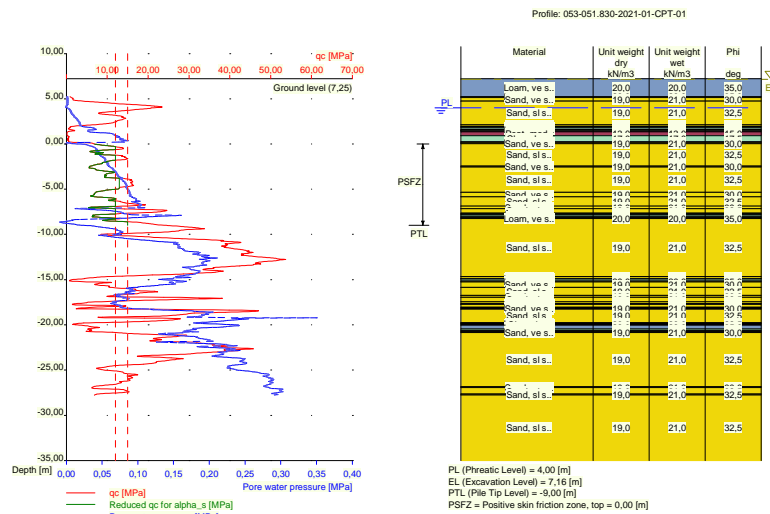 Profile: 053-051.830-2021-01-CPT-01
qc [MPa]
10,00 20,00 30,00 40,00 50,00 60,00 70,00
Ground level (7,25)
10,00
5,00
0,00
-5,00
-10,00
-15,00
-20,00
-25,00
-30,00
-35,00
Depth [m]
0,00 0,10 0,20 0,30 0,40
Pore water pressure [MPa]
qc [MPa]
Reduced qc for alpha_s [MPa]
PSFZ
PTL
PL
Material Unit weight dry kN/m3 Unit weight wet kN/m3 Phi deg
Loam, ve s.. 20,0 20,0 35,0
Sand, ve s.. 19,0 21,0 30,0
Sand, sl s.. 19,0 21,0 32,5
Sand, ve s.. 19,0 21,0 30,0
Sand, sl s.. 19,0 21,0 32,5
Sand, ve s.. 19,0 21,0 30,0
Sand, sl s.. 19,0 21,0 32,5
Loam, ve s.. 20,0 20,0 35,0
Sand, sl s.. 19,0 21,0 32,5
Sand, sl s.. 19,0 21,0 32,5
Sand, ve s.. 19,0 21,0 30,0
Sand, sl s.. 19,0 21,0 32,5
Sand, sl s.. 19,0 21,0 32,5
Sand, sl s.. 19,0 21,0 32,5
PL (Phreatic Level) = 4,00 [m]
EL (Excavation Level) = 7,16 [m]
PTL (Pile Tip Level) = -9,00 [m]
PSFZ = Positive skin friction zone, top = 0,00 [m]